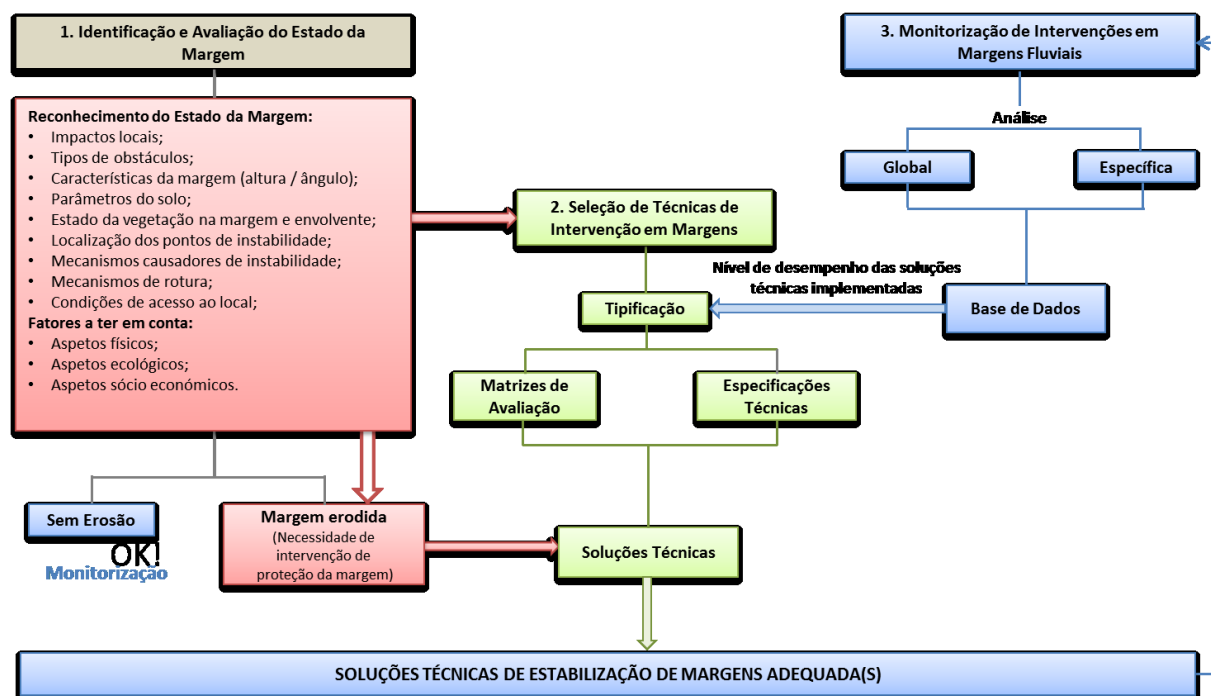 1. Identificação e Avaliação do Estado da
Margem
Reconhecimento do Estado da Margem:
• Impactos locais;
• Tipos de obstáculos;
• Características da margem (altura / ângulo);
• Parâmetros do solo;
• Estado da vegetação na margem e envolvente;
• Localização dos pontos de instabilidade;
• Mecanismos causadores de instabilidade;
• Mecanismos de rotura;
• Condições de acesso ao local;
Fatores a ter em conta:
• Aspetos físicos;
• Aspetos ecológicos;
• Aspetos sócio económicos.
Sem Erosão
OK!
Monitorização
Margem erodida
(Necessidade de
intervenção de
proteção da margem)
2. Seleção de Técnicas de
Intervenção em Margens
Tipificação
Matrizes de
Avaliação
Especificações
Técnicas
Soluções Técnicas
3. Monitorização de Intervenções em
Margens Fluviais
Análise
Global
Específica
Nível de desempenho das soluções
técnicas implementadas
Base de Dados
SOLUÇÕES TÉCNICAS DE ESTABILIZAÇÃO DE MARGENS ADEQUADA(S)